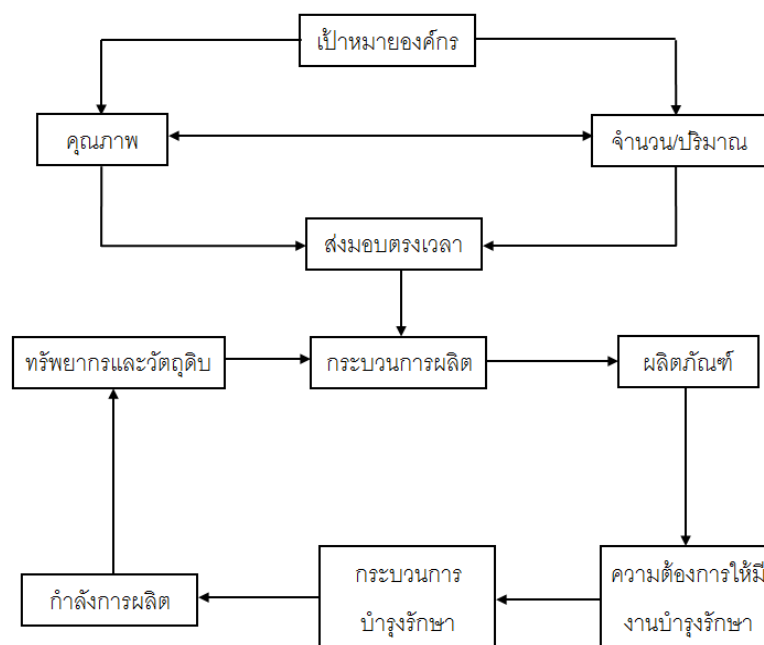 เป้าหมายองค์กร
คุณภาพ
จำนวน/ปริมาณ
ส่งมอบตรงเวลา
ทรัพยากรและวัตถุดิบ
กระบวนการผลิต
ผลิตภัณฑ์
กำลังการผลิต
กระบวนการ
บำรุงรักษา
ความต้องการให้มี
งานบำรุงรักษา